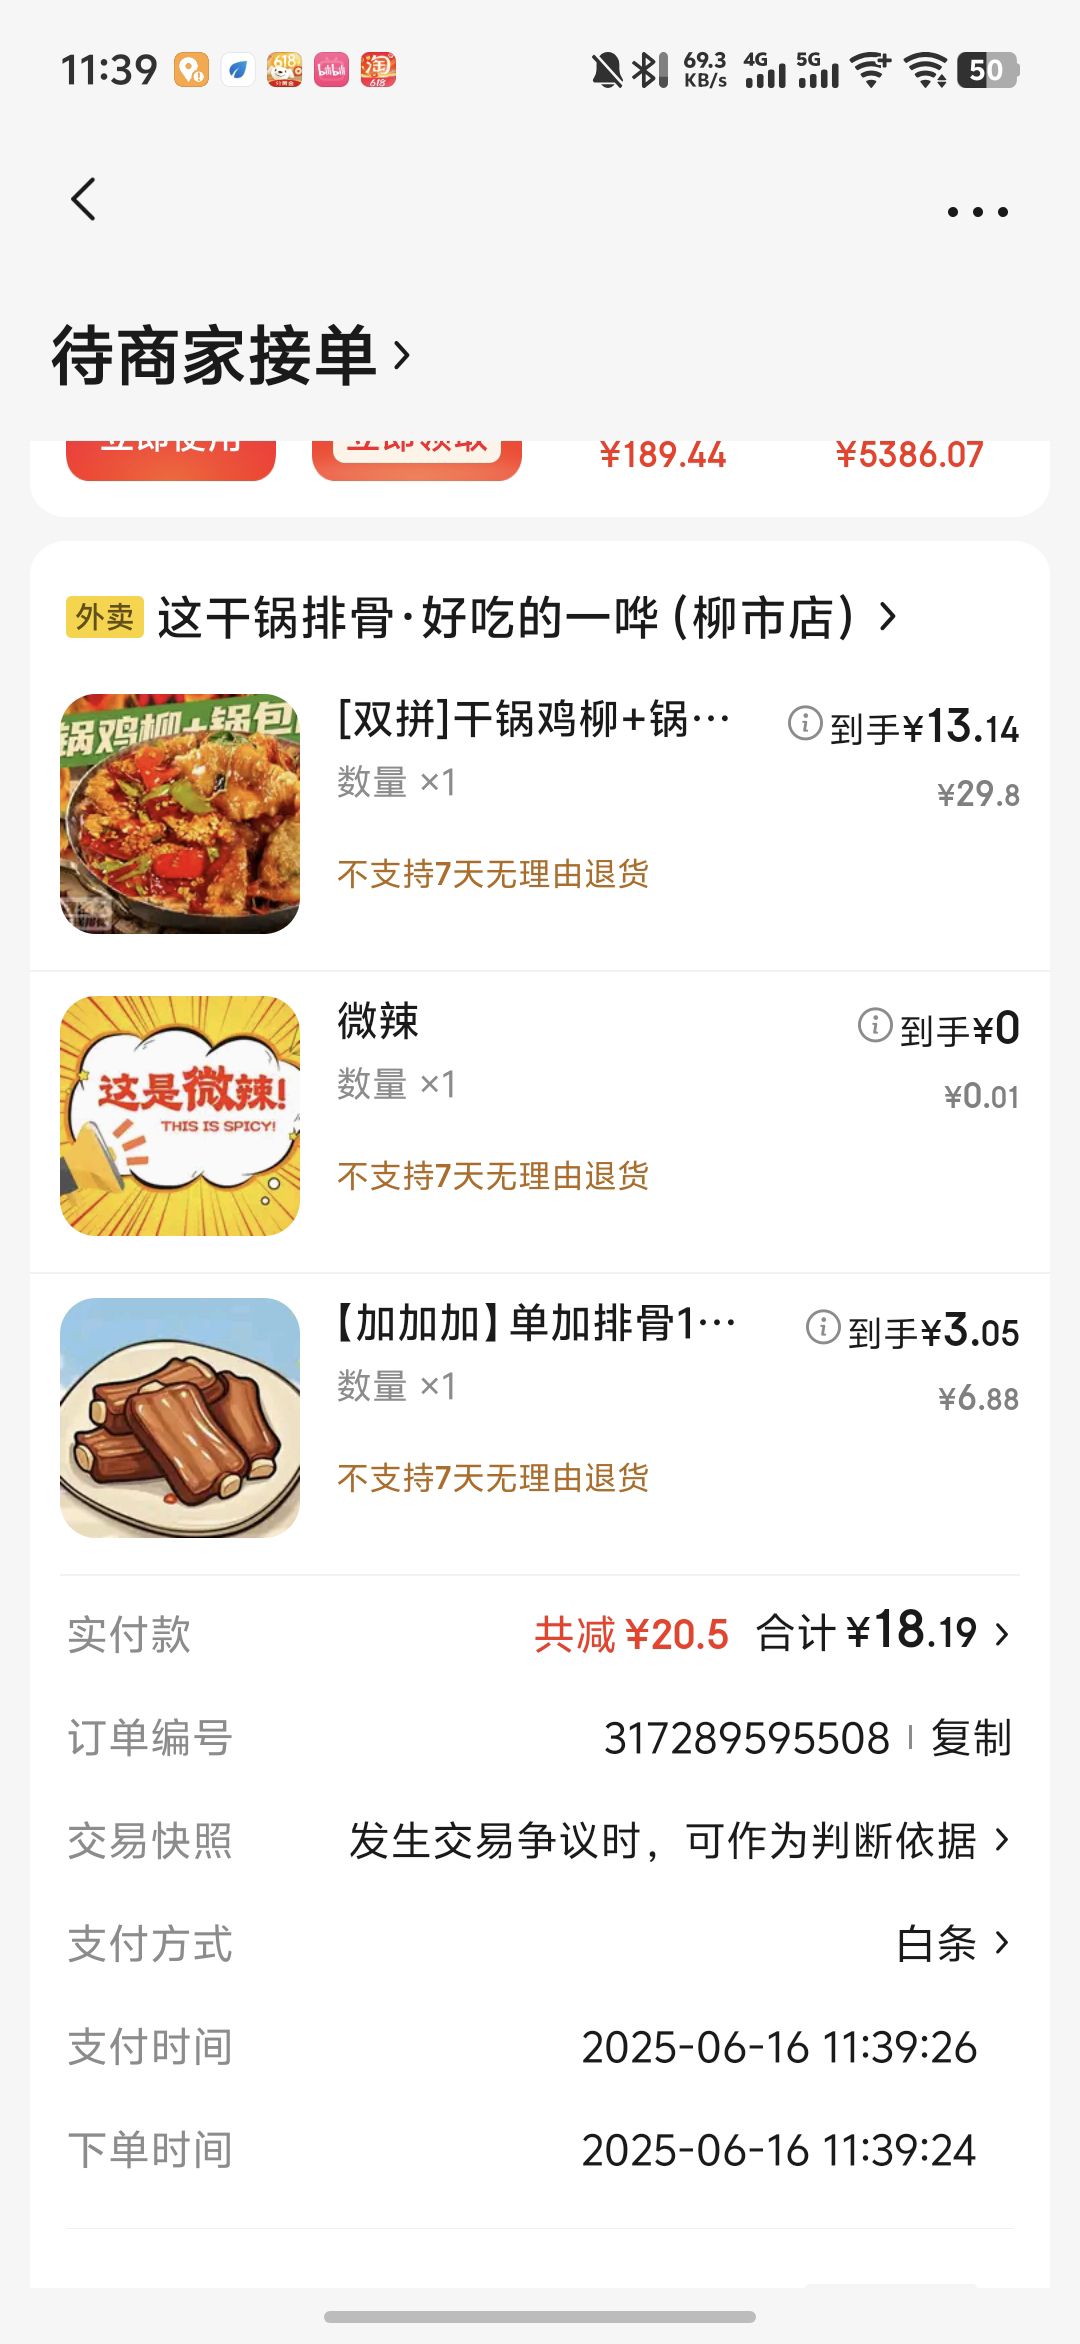 11:39
69.3 KB/s 4G 5G 50
待商家接单
立即使用 立即领取 ¥189.44 ¥5386.07
外卖 这干锅排骨·好吃的一哗(柳市店)
锅鸡柳+锅包
[双拼]干锅鸡柳+锅··· 到手¥13.14
数量 ×1 ¥29.8
不支持7天无理由退货
微辣 到手¥0
数量 ×1 ¥0.01
这是微辣!
THIS IS SPICY!
不支持7天无理由退货
【加加加】单加排骨1··· 到手¥3.05
数量 ×1 ¥6.88
不支持7天无理由退货
实付款 共减¥20.5 合计¥18.19
订单编号 317289595508 复制
交易快照 发生交易争议时，可作为判断依据
支付方式 白条
支付时间 2025-06-16 11:39:26
下单时间 2025-06-16 11:39:24